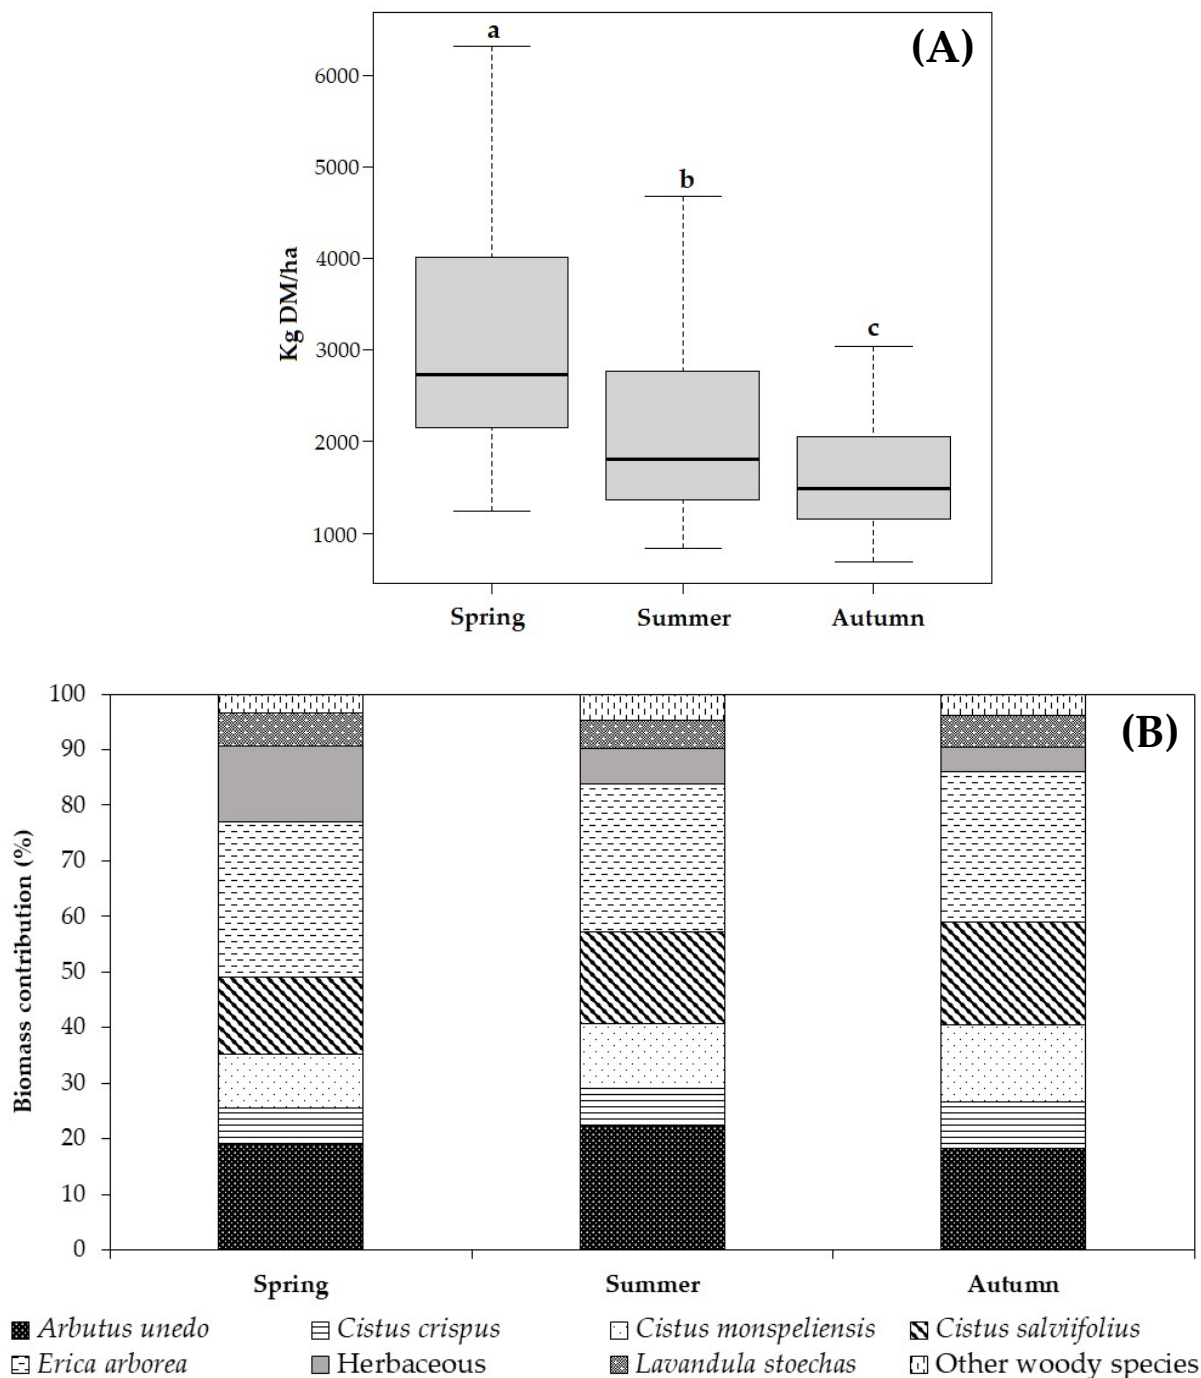 (A)
a
b
c
6000
5000
4000
3000
2000
1000
Kg DM/ha
Spring Summer Autumn
(B)
100
90
80
70
60
50
40
30
20
10
0
Biomass contribution (%)
Spring Summer Autumn
Arbutus unedo Cistus crispus Cistus monspeliensis Cistus salviifolius
Erica arborea Herbaceous Lavandula stoechas Other woody species